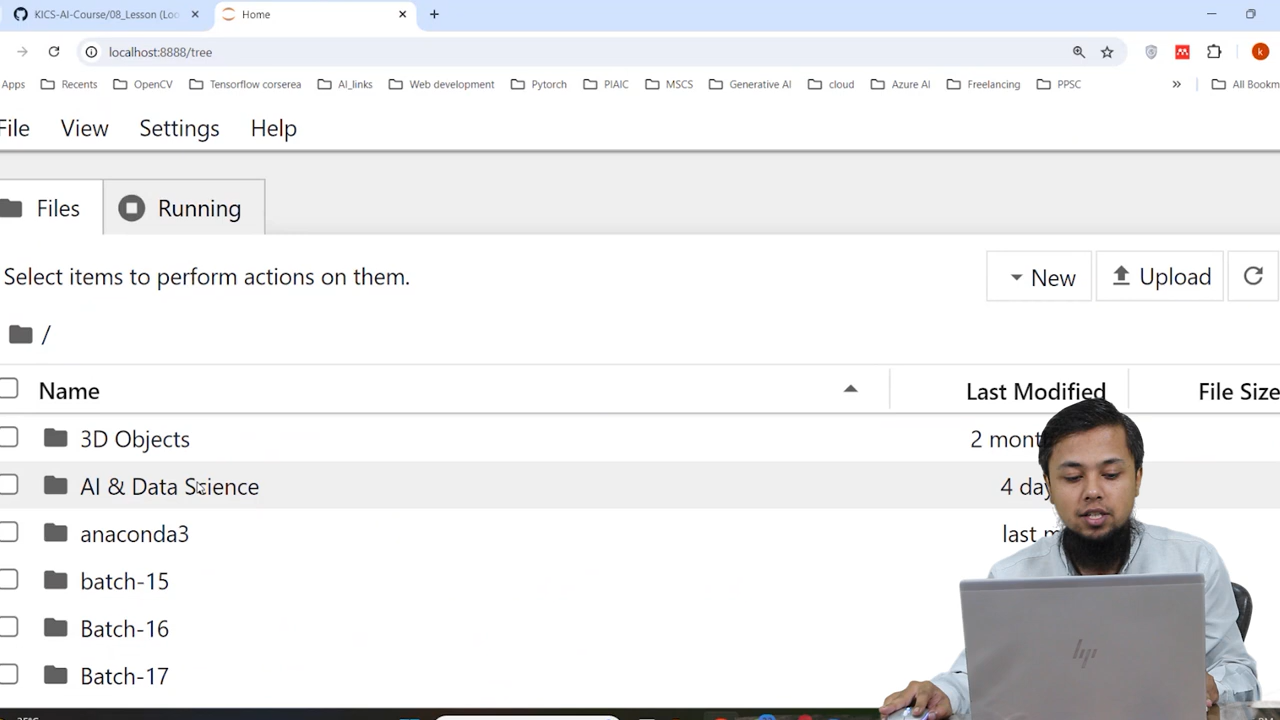 KICS-AI-Course/08_Lesson (Loo
Home
localhost:8888/tree
Apps Recents OpenCV Tensorflow corserea AI_links Web development Pytorch PIAIC MSCS Generative AI cloud Azure AI Freelancing PPSC » All Bookm
File View Settings Help
Files Running
Select items to perform actions on them.
New Upload
/
Name Last Modified File Size
3D Objects 2 mont
AI & Data Science 4 day
anaconda3 last m
batch-15
Batch-16
Batch-17
hp